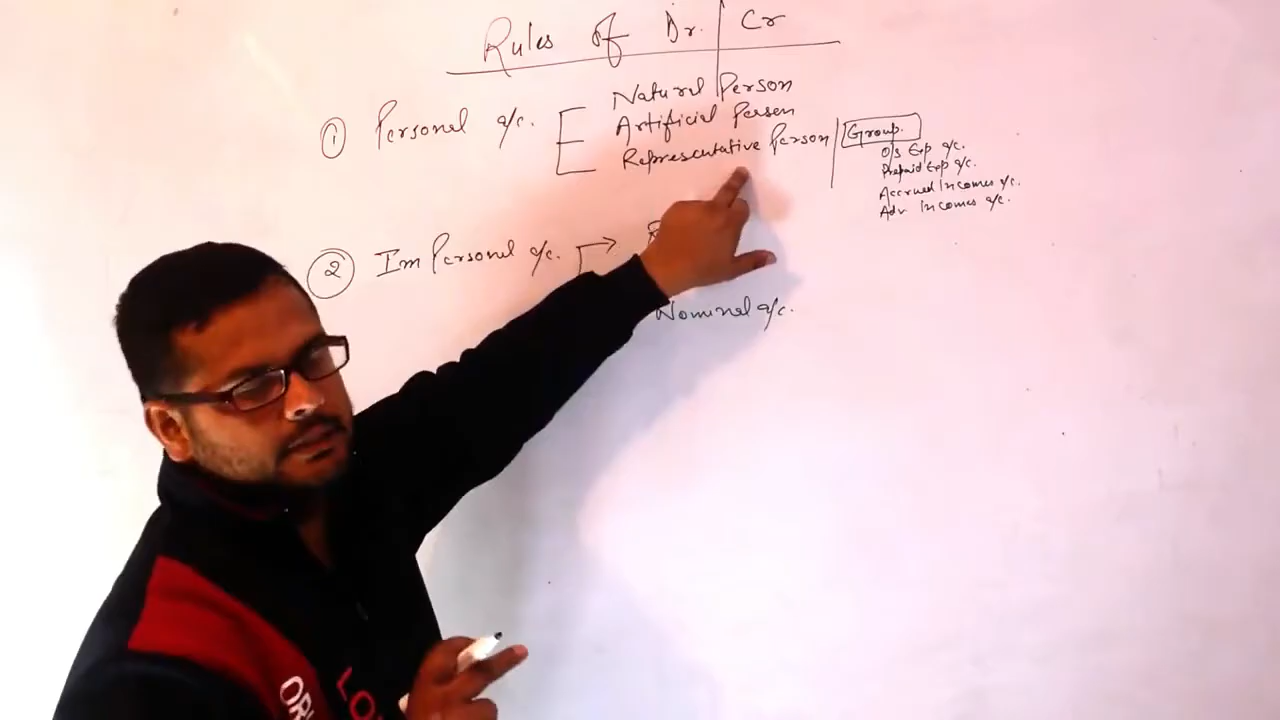 Rules of Dr. Cr
① Personal a/c.
Natural Person
Artificial Person
Representative Person
Group.
O/s Exp a/c.
Prepaid Exp a/c.
Accrued Incomes a/c.
Adv incomes a/c.
② Im Personal a/c.
Nominal a/c.